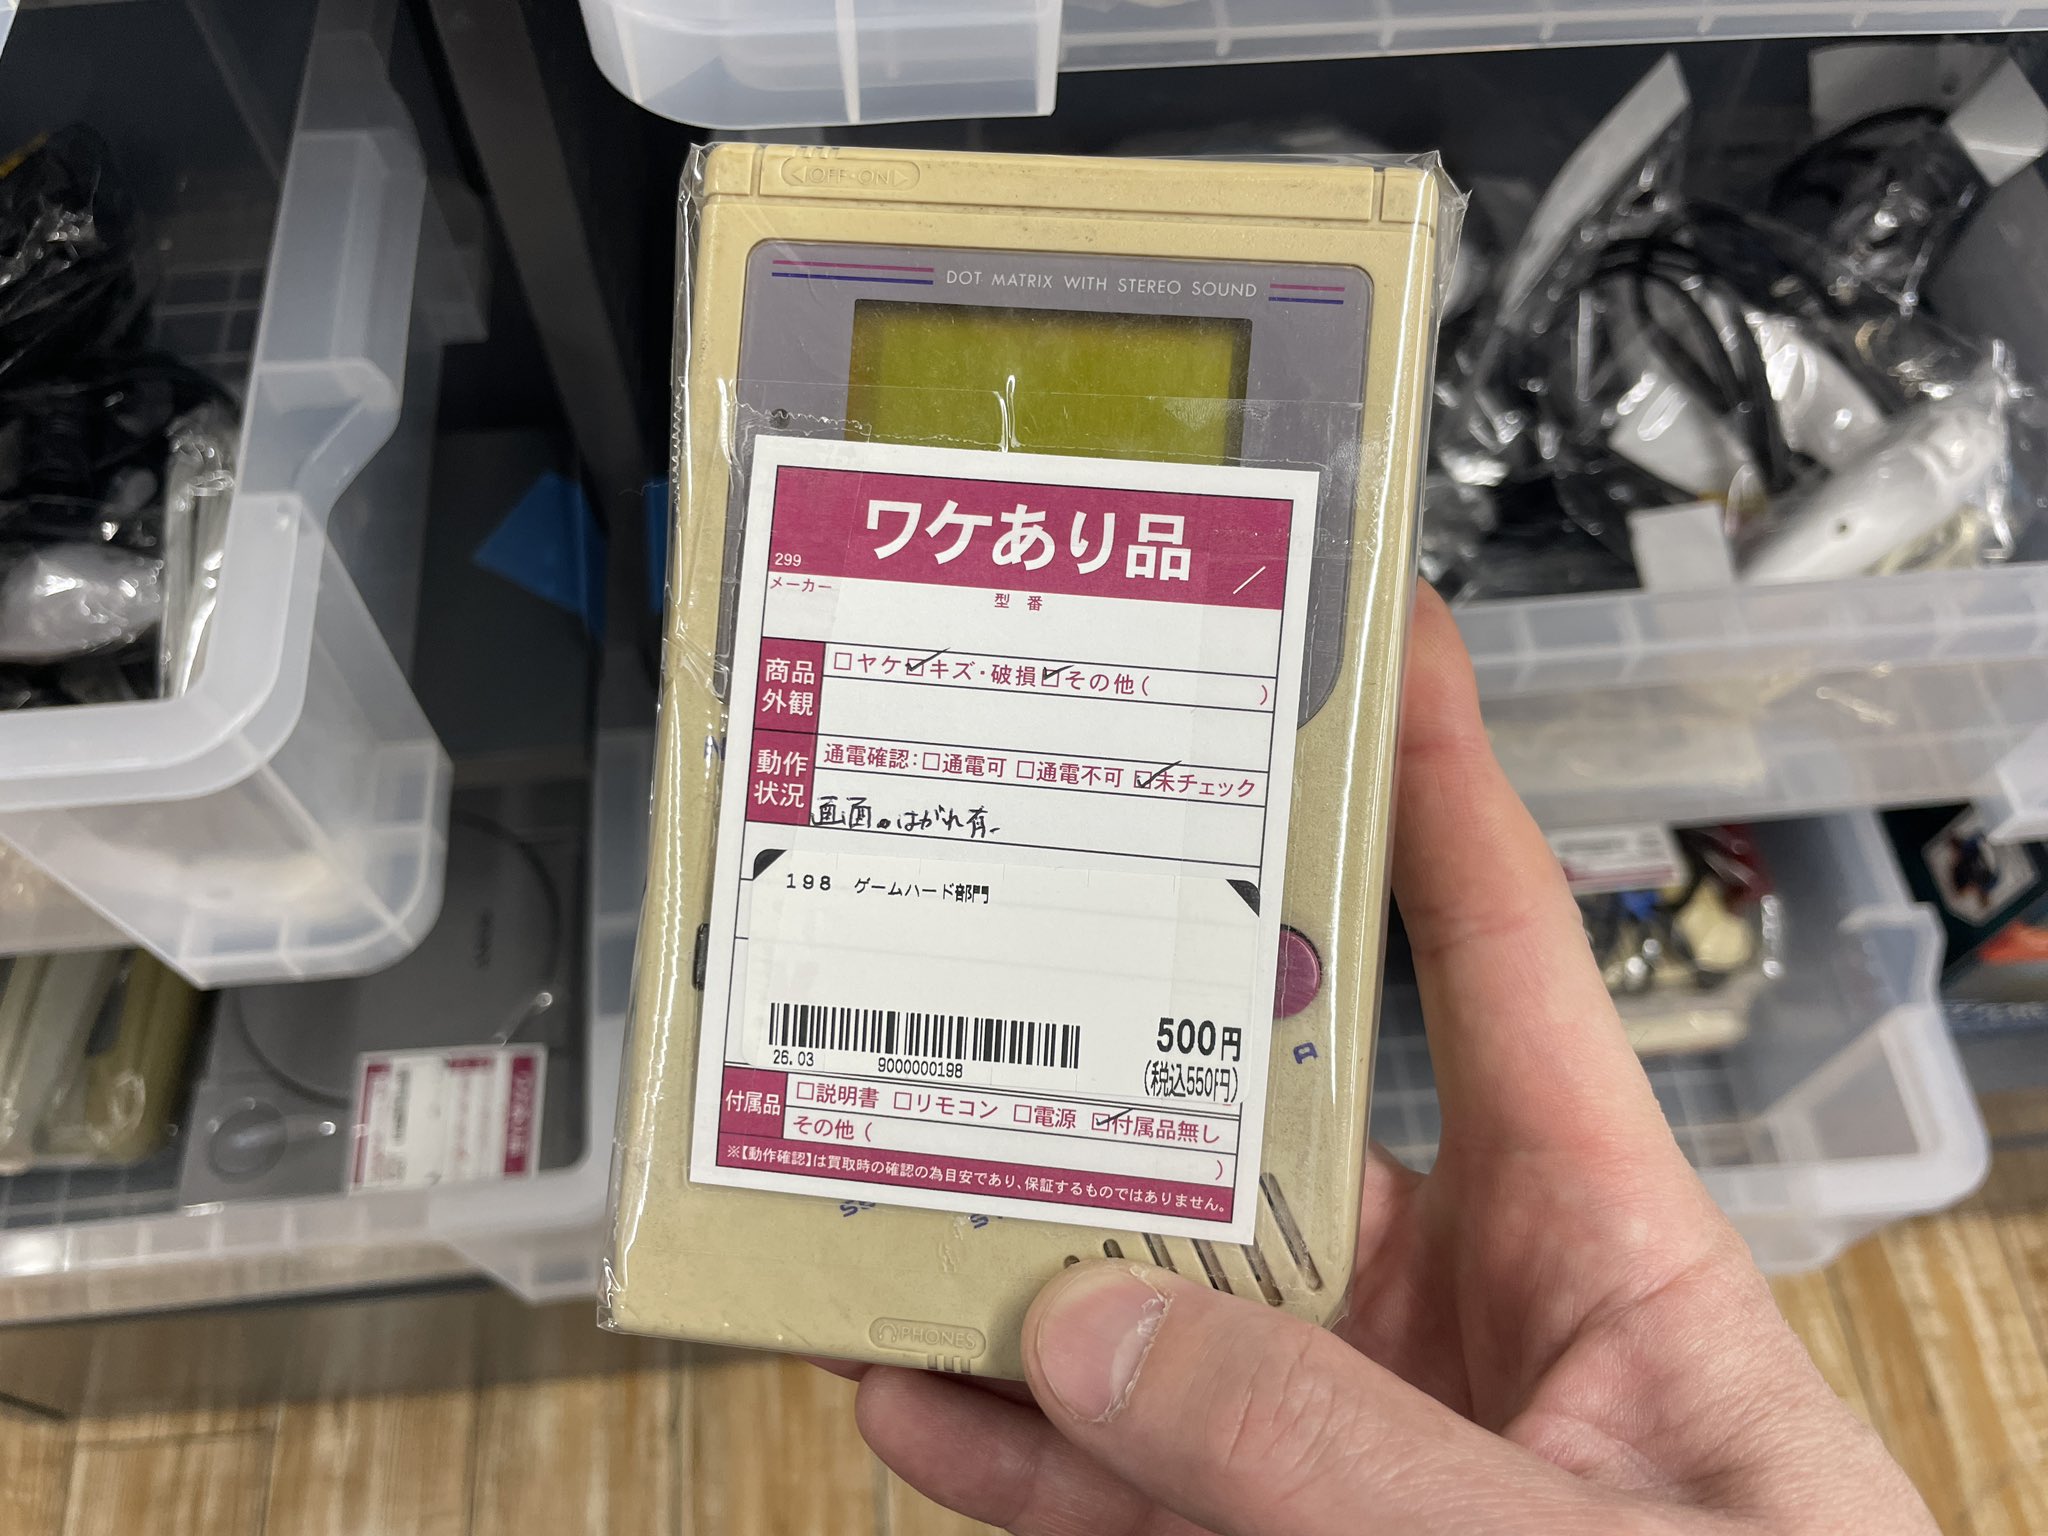 OFF・ON
DOT MATRIX WITH STEREO SOUND
ワケあり品
299
メーカー
型番
商品外観
□ヤケ ☑キズ・破損 ☑その他( )
動作状況
通電確認:□通電可 □通電不可 ☑未チェック
画面のはがれ有
198 ゲームハード部門
500円
26.03
9000000198
(税込550円)
A
付属品
□説明書 □リモコン □電源 ☑付属品無し
その他( )
※【動作確認】は買取時の確認の為目安であり、保証するものではありません。
PHONES